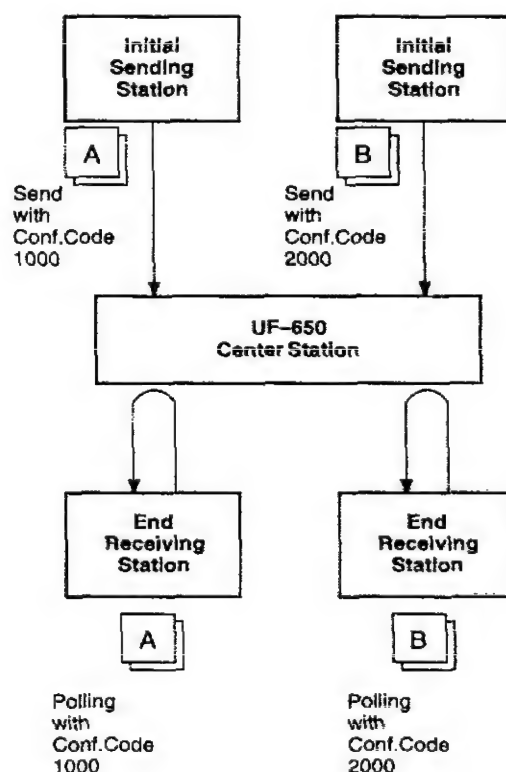 Initial
Sending
Station
Initial
Sending
Station
A
B
Send
with
Conf.Code
1000
Send
with
Conf.Code
2000
UF-650
Center Station
End
Receiving
Station
End
Receiving
Station
A
B
Polling
with
Conf.Code
1000
Polling
with
Conf.Code
2000